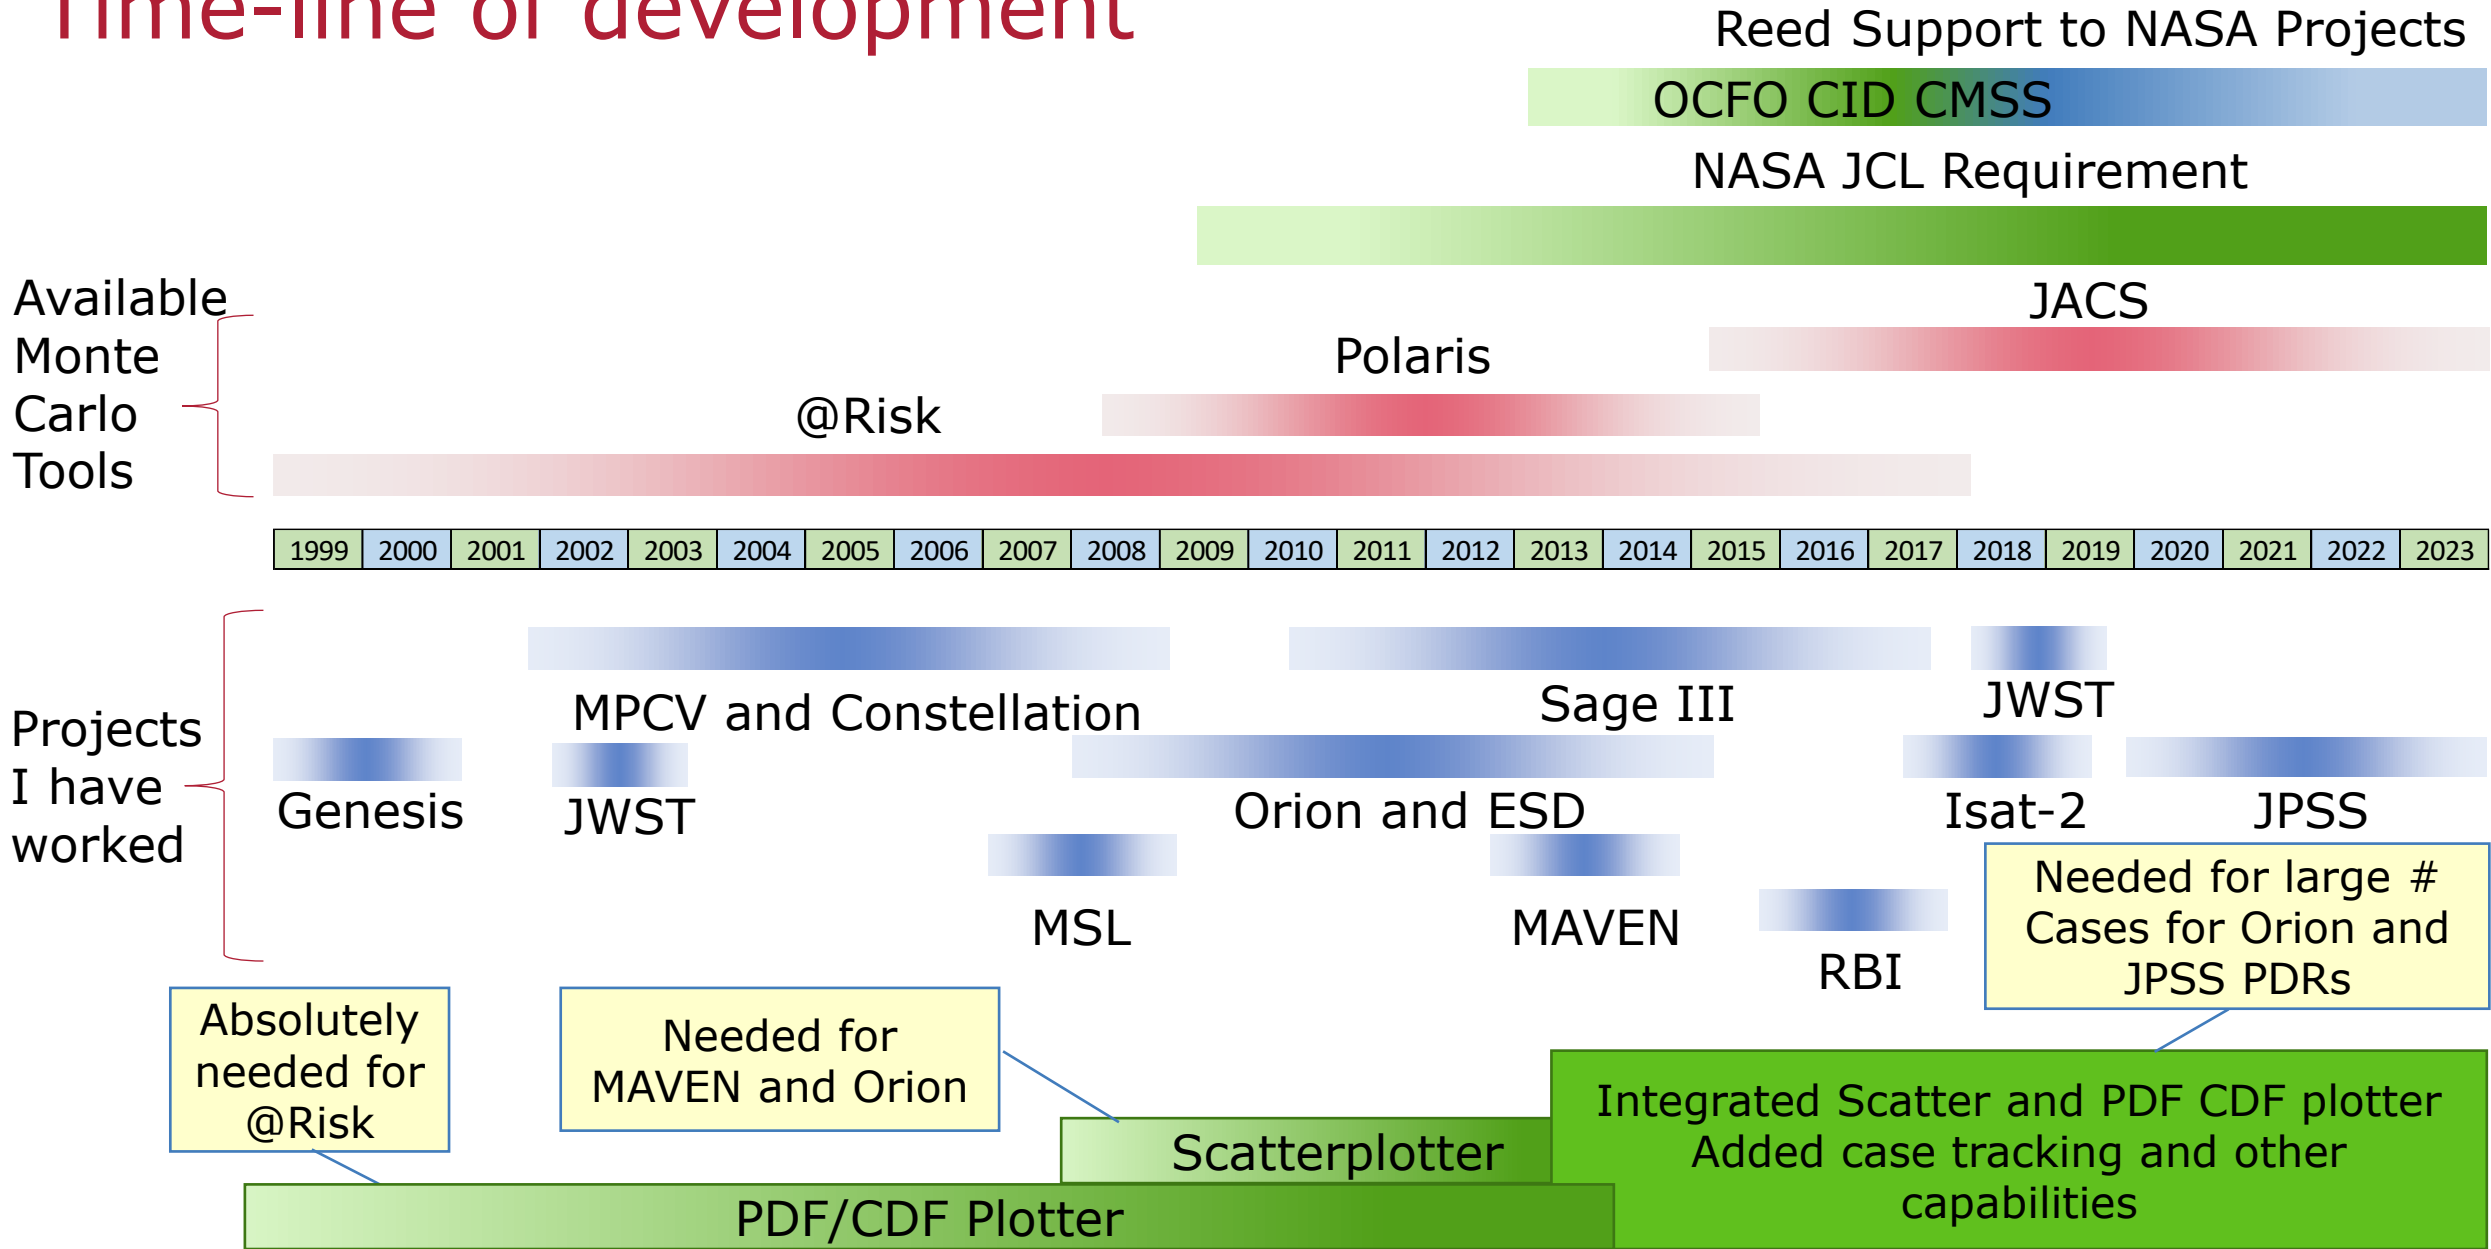 Time-line of development
Reed Support to NASA Projects
OCFO CID CMSS
NASA JCL Requirement
JACS
Polaris
@Risk
Available
Monte
Carlo
Tools
1999 2000 2001 2002 2003 2004 2005 2006 2007 2008 2009 2010 2011 2012 2013 2014 2015 2016 2017 2018 2019 2020 2021 2022 2023
Projects
I have
worked
MPCV and Constellation
Sage III
JWST
Genesis
JWST
Orion and ESD
Isat-2
JPSS
MSL
MAVEN
RBI
Needed for large #
Cases for Orion and
JPSS PDRs
Absolutely
needed for
@Risk
Needed for
MAVEN and Orion
Scatterplotter
PDF/CDF Plotter
Integrated Scatter and PDF CDF plotter
Added case tracking and other
capabilities